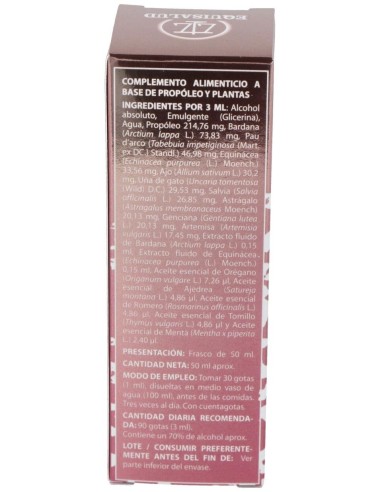 EQUISALUD
COMPLEMENTO ALIMENTICIO A
BASE DE PROPÓLEO Y PLANTAS
INGREDIENTES POR 3 ML: Alcohol
absoluto, Emulgente (Glicerina),
Agua, Propóleo 214,76 mg, Bardana
(Arctium lappa L.) 73,83 mg, Pau
d'arco (Tabebuia impetiginosa (Mart.
ex DC.) Standl.) 46,98 mg, Equinácea
(Echinacea purpurea (L.) Moench.)
33,56 mg, Ajo (Allium sativum L.) 30,2
mg, Una de gato (Uncaria tomentosa
(Willd) D.C.) 29,53 mg, Salvia (Salvia
officinalis L.) 26,85 mg, Astrágalo
(Astragalus membranaceus Moench)
20,13 mg, Genciana (Gentiana lutea
L.) 20,13 mg, Artemisa (Artemisia
vulgaris L.) 17,45 mg, Extracto fluido
de Bardana (Arctium lappa L.) 0,15
ml, Extracto fluido de Equinacea
(Echinacea purpurea (L.) Moench.)
0,15 ml, Aceite esencial de Orégano
(Origanum vulgare L.) 7,26 µl, Aceite
esencial de Ajedrea (Satureja
montana L.) 4,86 µl, Aceite esencial
de Romero (Rosmarinus officinalis L.)
4,86 µl, Aceite esencial de Tomillo
(Thymus vulgaris L.) 4,86 µl, Aceite
esencial de Menta (Mentha x piperita
L.) 2,40 µl.
PRESENTACIÓN: Frasco de 50 ml.
CANTIDAD NETA: 50 ml aprox.
MODO DE EMPLEO: Tomar 30 gotas
(1 ml), disueltas en medio vaso de
agua (100 ml), antes de las comidas.
Tres veces al día. Con cuentagotas.
CANTIDAD DIARIA RECOMENDA-
DA: 90 gotas (3 ml).
Contiene un 70% de alcohol aprox.
LOTE / CONSUMIR PREFERENTE-
MENTE ANTES DEL FIN DE: Ver
parte inferior del envase.